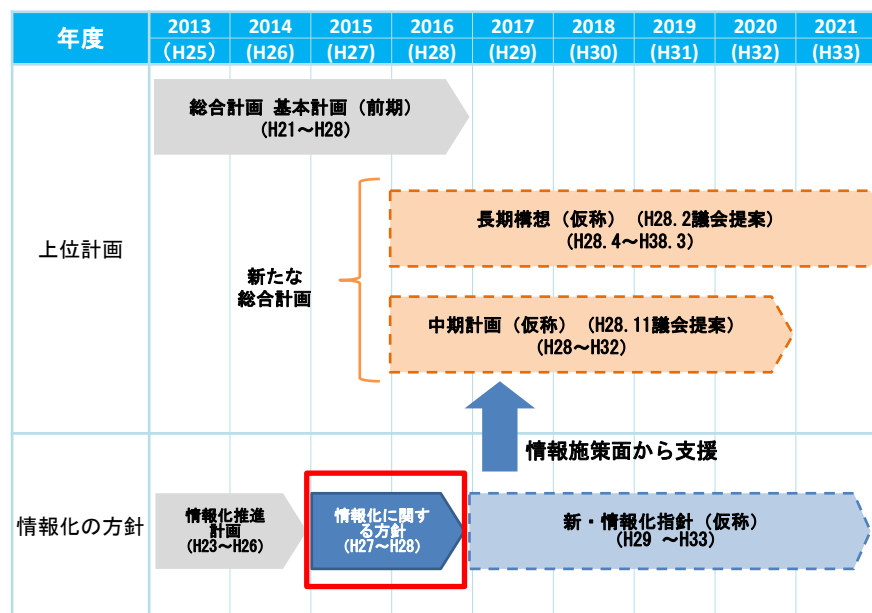 年度
2013 2014 2015 2016 2017 2018 2019 2020 2021
(H25) (H26) (H27) (H28) (H29) (H30) (H31) (H32) (H33)
上位計画
総合計画 基本計画（前期）
(H21～H28)
新たな
総合計画
長期構想（仮称）（H28.2議会提案）
(H28.4～H38.3)
中期計画（仮称）（H28.11議会提案）
(H28～H32)
情報施策面から支援
情報化の方針
情報化推進
計画
(H23～H26)
情報化に関す
る方針
(H27～H28)
新・情報化指針（仮称）
(H29 ～H33)